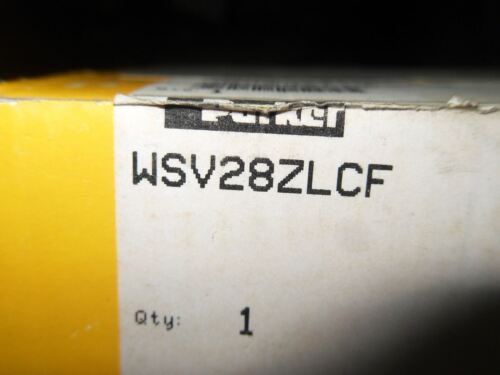 Parker
WSV28ZLCF
Qty: 1